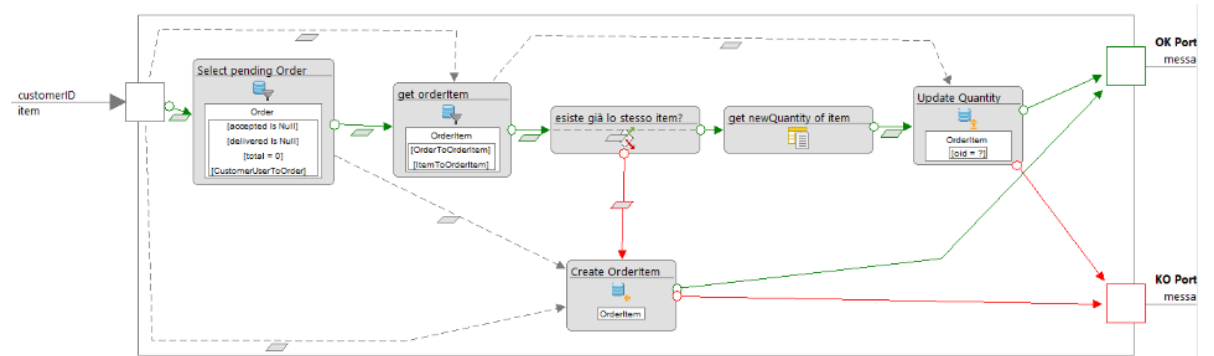 customerID
item
Select pending Order
Order
[accepted Is Null]
[delivered Is Null]
[total = 0]
[CustomerUserToOrder]
get orderItem
OrderItem
[OrderToOrderItem]
[ItemToOrderItem]
esiste già lo stesso item?
get newQuantity of item
Update Quantity
OrderItem
[oid = ?]
Create OrderItem
OrderItem
OK Port
messa
KO Port
messa